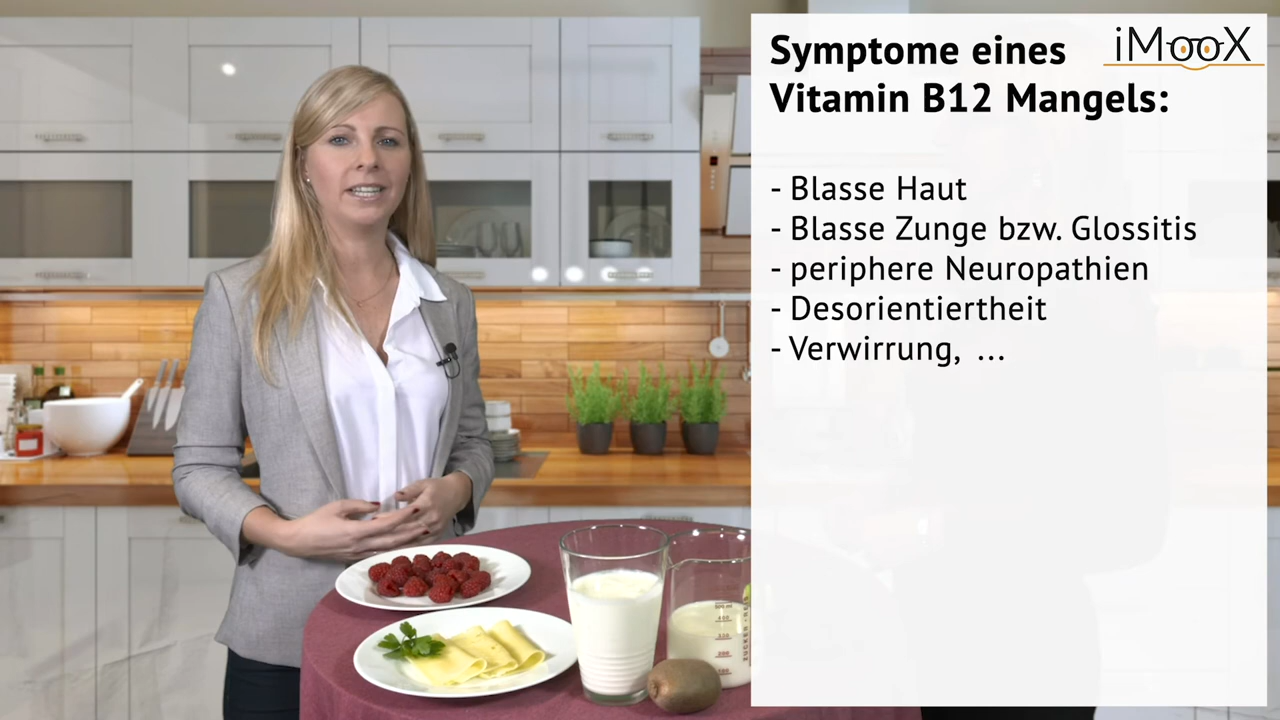 Symptome eines
iMooX
Vitamin B12 Mangels:
- Blasse Haut
- Blasse Zunge bzw. Glossitis
- periphere Neuropathien
- Desorientiertheit
- Verwirrung, ...